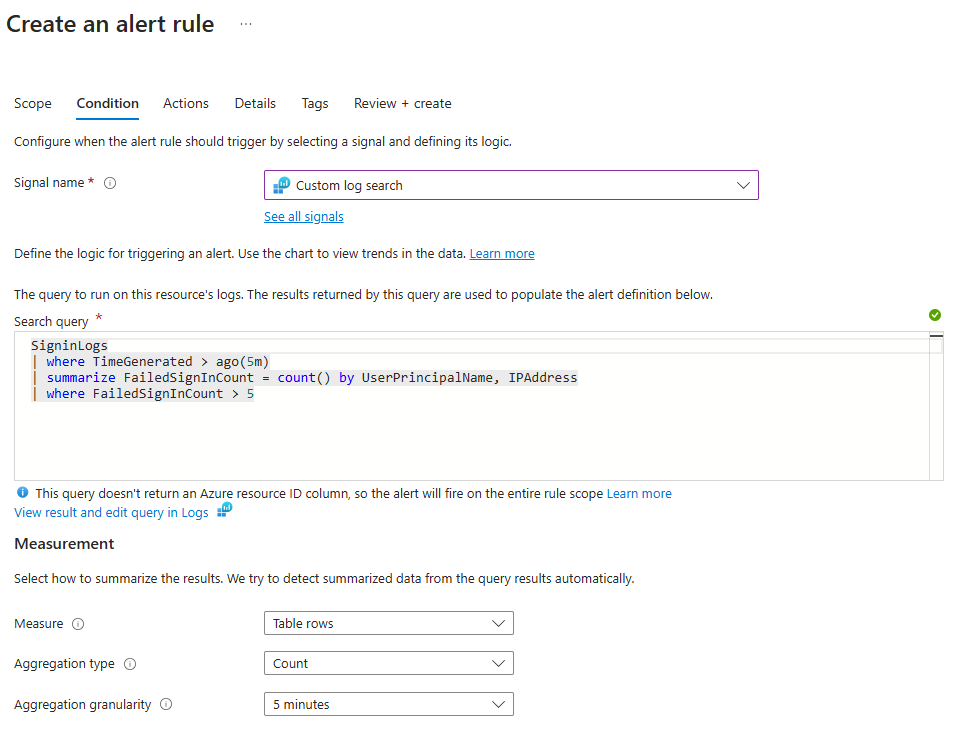 Create an alert rule ...
Scope Condition Actions Details Tags Review + create
Configure when the alert rule should trigger by selecting a signal and defining its logic.
Signal name * Custom log search
See all signals
Define the logic for triggering an alert. Use the chart to view trends in the data. Learn more
The query to run on this resource's logs. The results returned by this query are used to populate the alert definition below.
Search query *
SigninLogs
| where TimeGenerated > ago(5m)
| summarize FailedSignInCount = count() by UserPrincipalName, IPAddress
| where FailedSignInCount > 5
This query doesn't return an Azure resource ID column, so the alert will fire on the entire rule scope Learn more
View result and edit query in Logs
Measurement
Select how to summarize the results. We try to detect summarized data from the query results automatically.
Measure Table rows
Aggregation type Count
Aggregation granularity 5 minutes